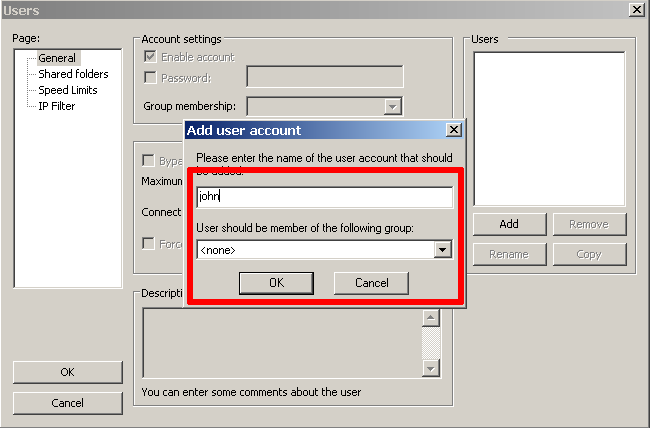 Users
Page:
General
Shared folders
Speed Limits
IP Filter
OK
Cancel
Account settings
Enable account
Password:
Group membership:
Maximum
Connect
Force
Descripti
You can enter some comments about the user
Add user account
Please enter the name of the user account that should
be added:
john
User should be member of the following group:
<none>
OK
Cancel
Users
Add
Remove
Rename
Copy